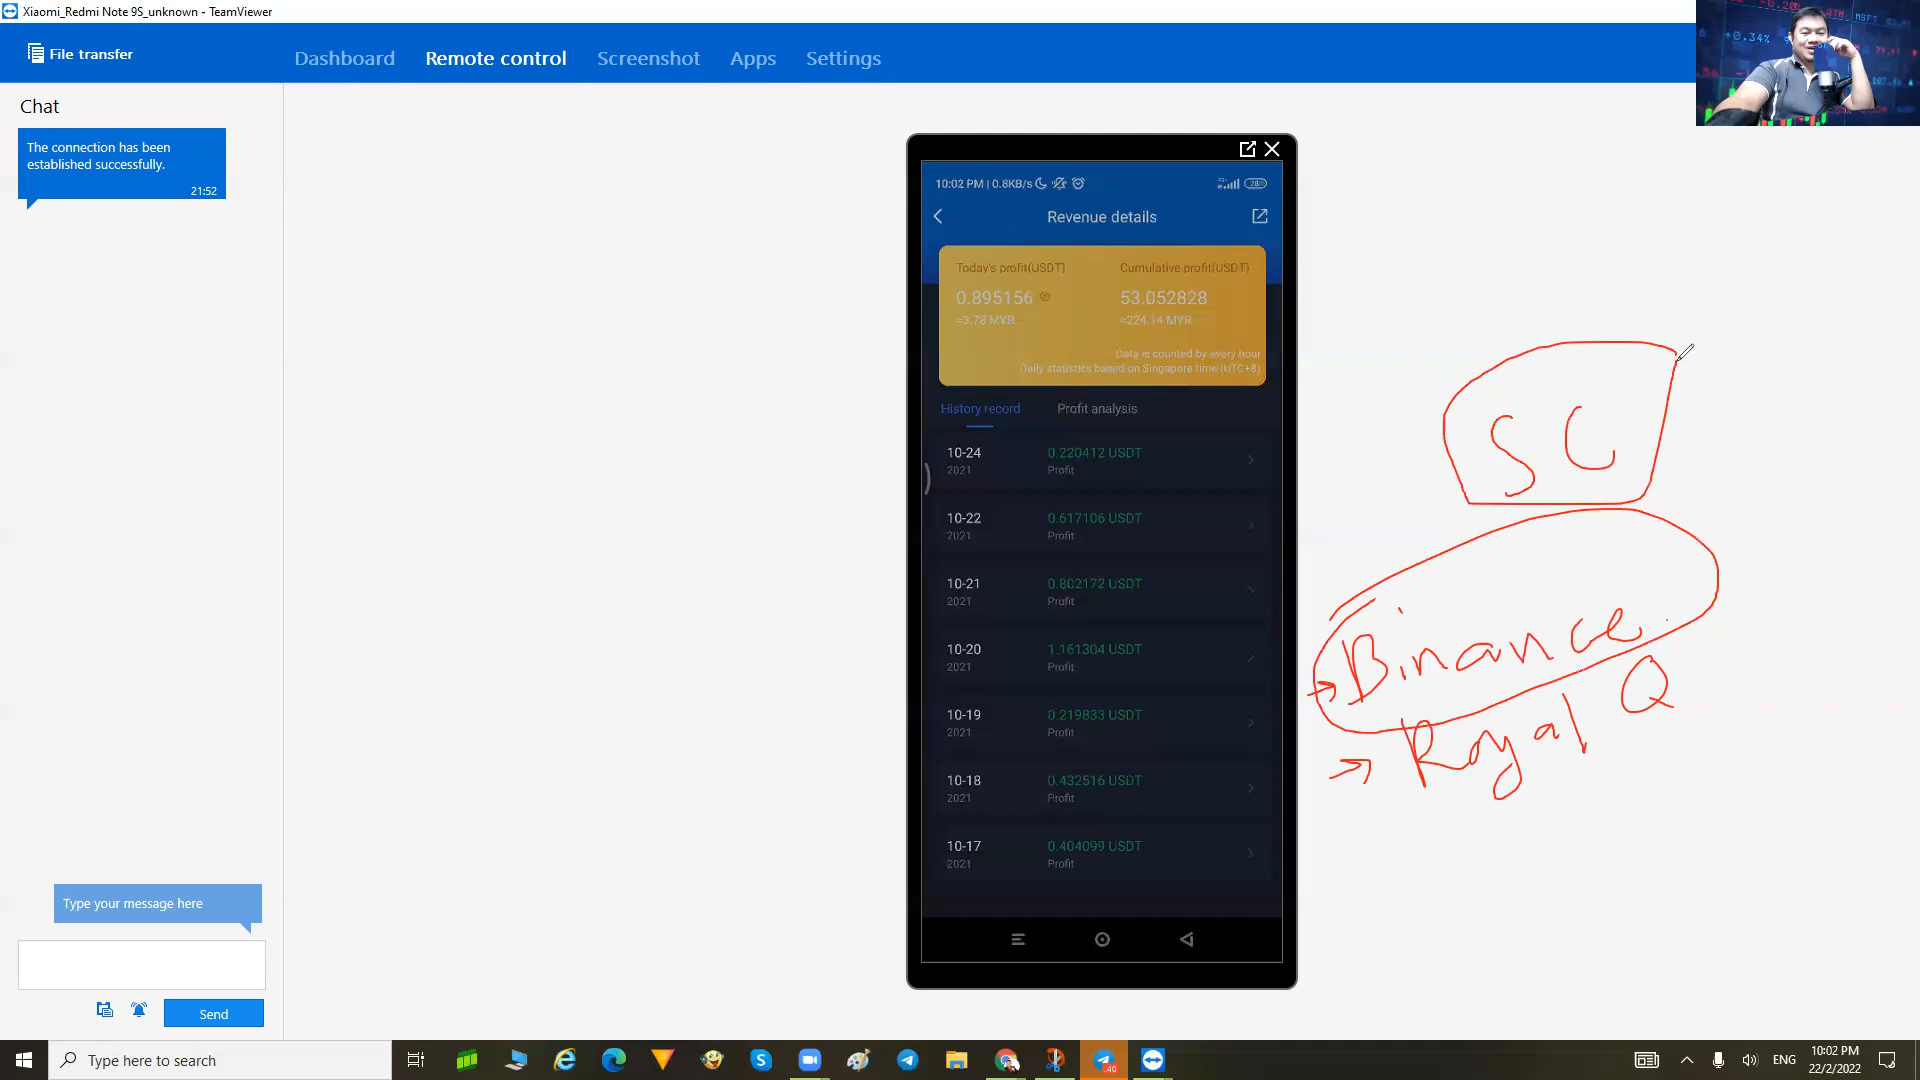 Xiaomi_Redmi Note 9S_unknown - TeamViewer
File transfer
Dashboard
Remote control
Screenshot
Apps
Settings
+0.34%
MSFT
Chat
The connection has been
established successfully.
21:52
10:02 PM | 0.8KB/s
28
Revenue details
Today's profit(USDT)
Cumulative profit(USDT)
0.895156
53.052828
≈3.78 MYR
≈224.14 MYR
Data is counted by every hour
Daily statistics based on Singapore time (UTC+8)
History record
Profit analysis
10-24
0.220412 USDT
2021
Profit
10-22
0.617106 USDT
2021
Profit
10-21
0.802172 USDT
2021
Profit
10-20
1.161304 USDT
2021
Profit
10-19
0.219833 USDT
2021
Profit
10-18
0.432516 USDT
2021
Profit
10-17
0.404099 USDT
2021
Profit
SC
Binance
Royal Q
Type your message here
Send
Type here to search
40
ENG
10:02 PM
22/2/2022